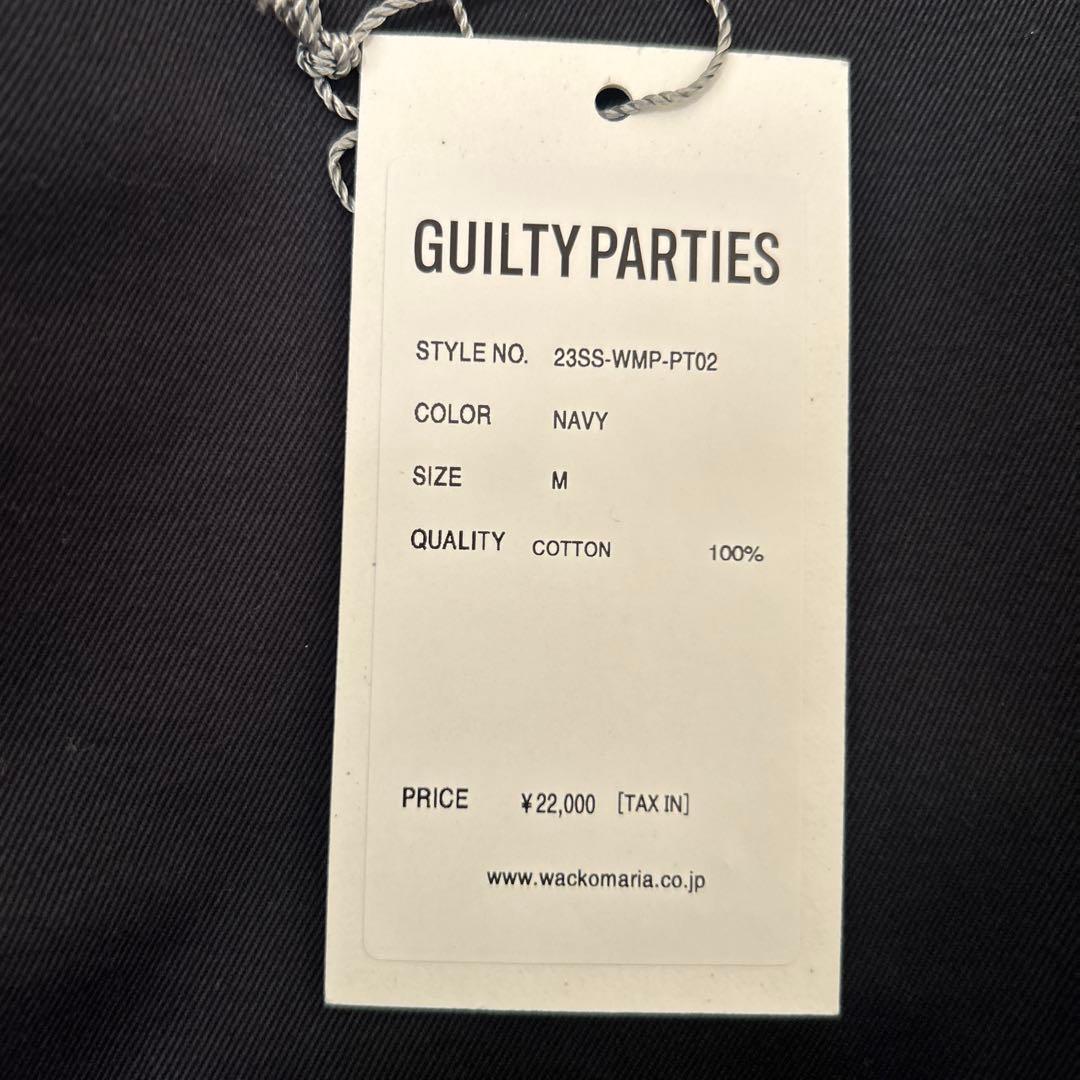 GUILTY PARTIES
STYLE NO. 23SS-WMP-PT02
COLOR NAVY
SIZE M
QUALITY COTTON 100%
PRICE ¥22,000 [TAX IN]
www.wackomaria.co.jp